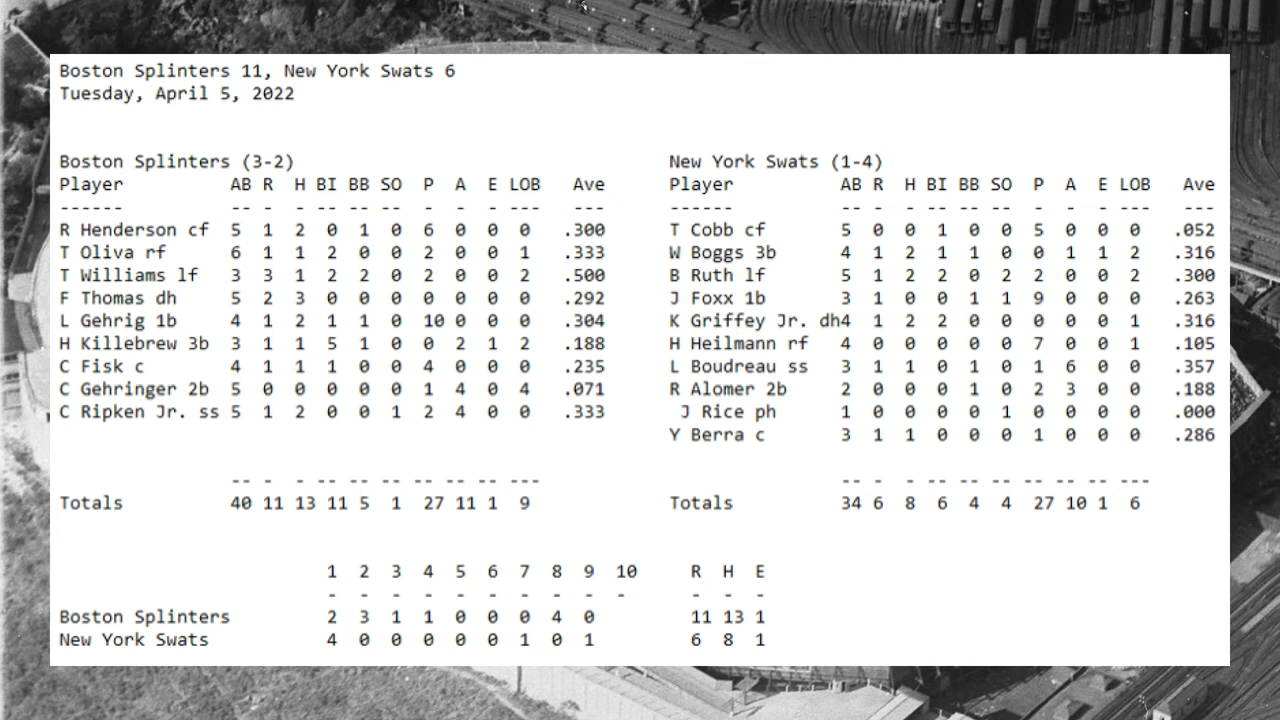 Boston Splinters 11, New York Swats 6
Tuesday, April 5, 2022
Boston Splinters (3-2)
Player AB R H BI BB SO P A E LOB Ave
------ -- - -- -- -- -- - - - --- ---
R Henderson cf 5 1 2 0 1 0 6 0 0 0 .300
T Oliva rf 6 1 1 2 0 0 2 0 0 1 .333
T Williams lf 3 3 1 2 2 0 2 0 0 2 .500
F Thomas dh 5 2 3 0 0 0 0 0 0 0 .292
L Gehrig 1b 4 1 2 1 1 0 10 0 0 0 .304
H Killebrew 3b 3 1 1 5 1 0 0 2 1 2 .188
C Fisk c 4 1 1 1 0 0 4 0 0 0 .235
C Gehringer 2b 5 0 0 0 0 0 1 4 0 4 .071
C Ripken Jr. ss 5 1 2 0 0 1 2 4 0 0 .333
-- -- -- -- -- -- -- -- -- ---
Totals 40 11 13 11 5 1 27 11 1 9
New York Swats (1-4)
Player AB R H BI BB SO P A E LOB Ave
------ -- - - -- -- -- - - - --- ---
T Cobb cf 5 0 0 1 0 0 5 0 0 0 .052
W Boggs 3b 4 1 2 1 1 0 0 1 1 2 .316
B Ruth lf 5 1 2 2 0 2 2 0 0 2 .300
J Foxx 1b 3 1 0 0 1 1 9 0 0 0 .263
K Griffey Jr. dh4 1 2 2 0 0 0 0 0 1 .316
H Heilmann rf 4 0 0 0 0 0 7 0 0 1 .105
L Boudreau ss 3 1 1 0 1 0 1 6 0 0 .357
R Alomer 2b 2 0 0 0 1 0 2 3 0 0 .188
J Rice ph 1 0 0 0 0 1 0 0 0 0 .000
Y Berra c 3 1 1 0 0 0 1 0 0 0 .286
-- - -- -- -- -- -- -- -- ---
Totals 34 6 8 6 4 4 27 10 1 6
1 2 3 4 5 6 7 8 9 10 R H E
- - - - - - - - - - - - -
Boston Splinters 2 3 1 1 0 0 0 4 0 11 13 1
New York Swats 4 0 0 0 0 0 1 0 1 6 8 1